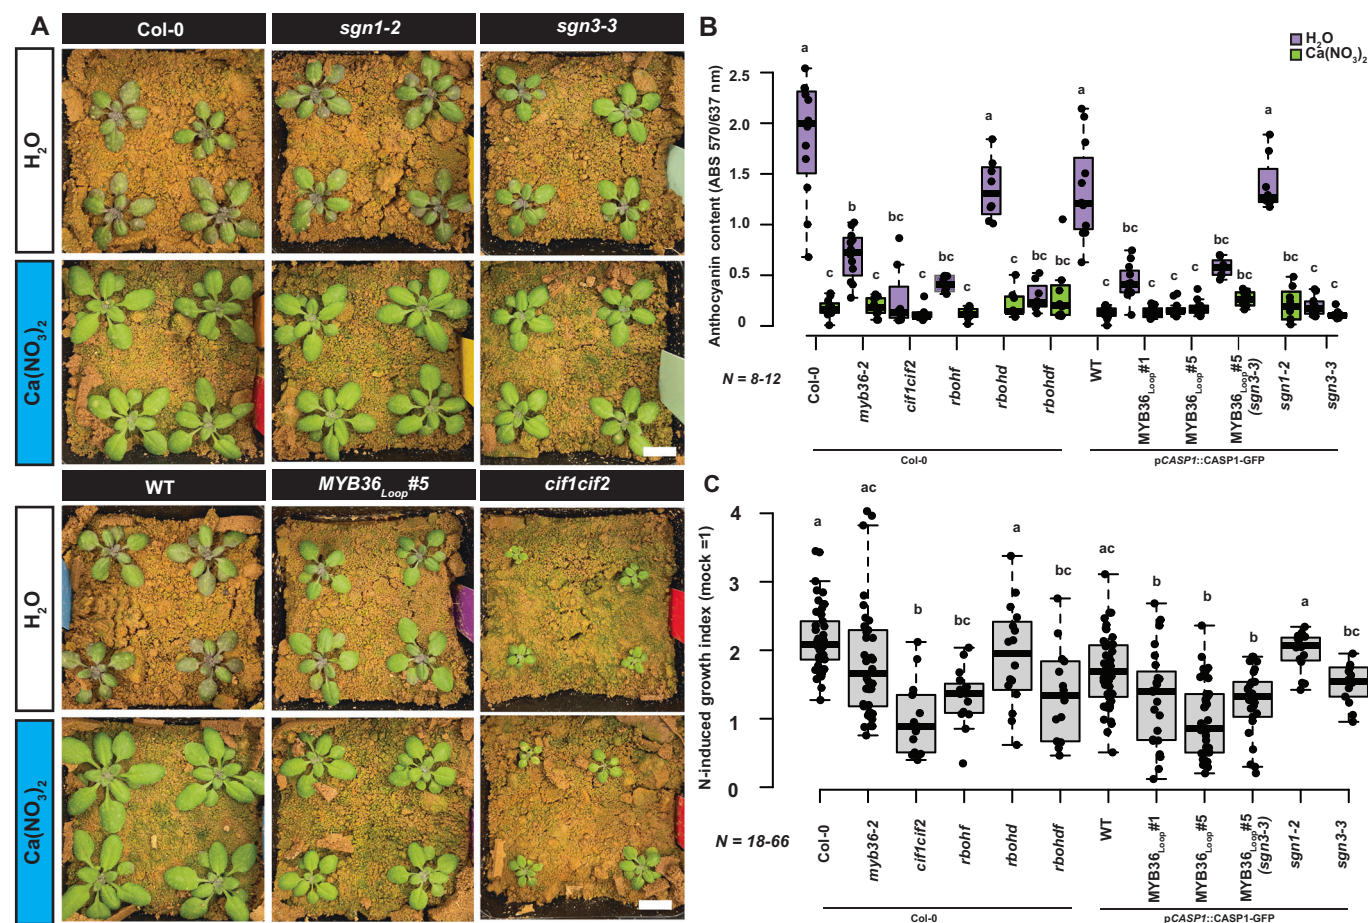 A
Col-0
sgn1-2
sgn3-3
H2O
Ca(NO3)2
WT
MYB36Loop#5
cif1cif2
H2O
Ca(NO3)2
B
H2O
Ca(NO3)2
Anthocyanin content (ABS 570/637 nm)
2.5
2.0
1.5
1.0
0.5
0
a
c
b
c
bc
c
bc
c
a
c
bc
bc
a
c
bc
c
c
c
bc
bc
a
c
c
c
N = 8-12
Col-0
myb36-2
cif1cif2
rbohf
rbohd
rbohdf
WT
MYB36Loop#1
MYB36Loop#5
MYB36Loop#5
(sgn3-3)
sgn1-2
sgn3-3
Col-0
pCASP1::CASP1-GFP
C
N-induced growth index (mock =1)
4
3
2
1
0
a
ac
b
bc
a
bc
ac
b
b
b
a
bc
N = 18-66
Col-0
myb36-2
cif1cif2
rbohf
rbohd
rbohdf
WT
MYB36Loop#1
MYB36Loop#5
MYB36Loop#5
(sgn3-3)
sgn1-2
sgn3-3
Col-0
pCASP1::CASP1-GFP